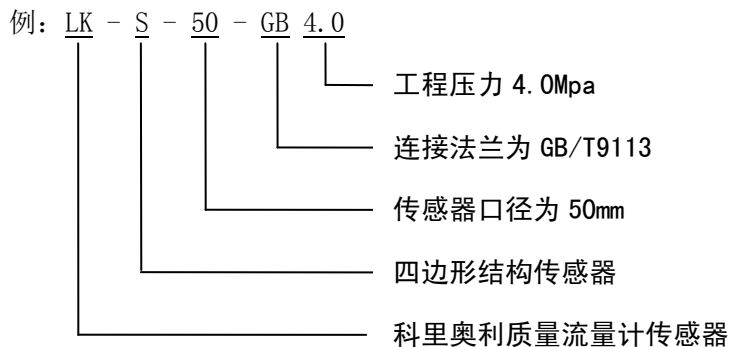 例: LK - S - 50 - GB 4.0
工程压力 4.0Mpa
连接法兰为 GB/T9113
传感器口径为 50mm
四边形结构传感器
科里奥利质量流量计传感器